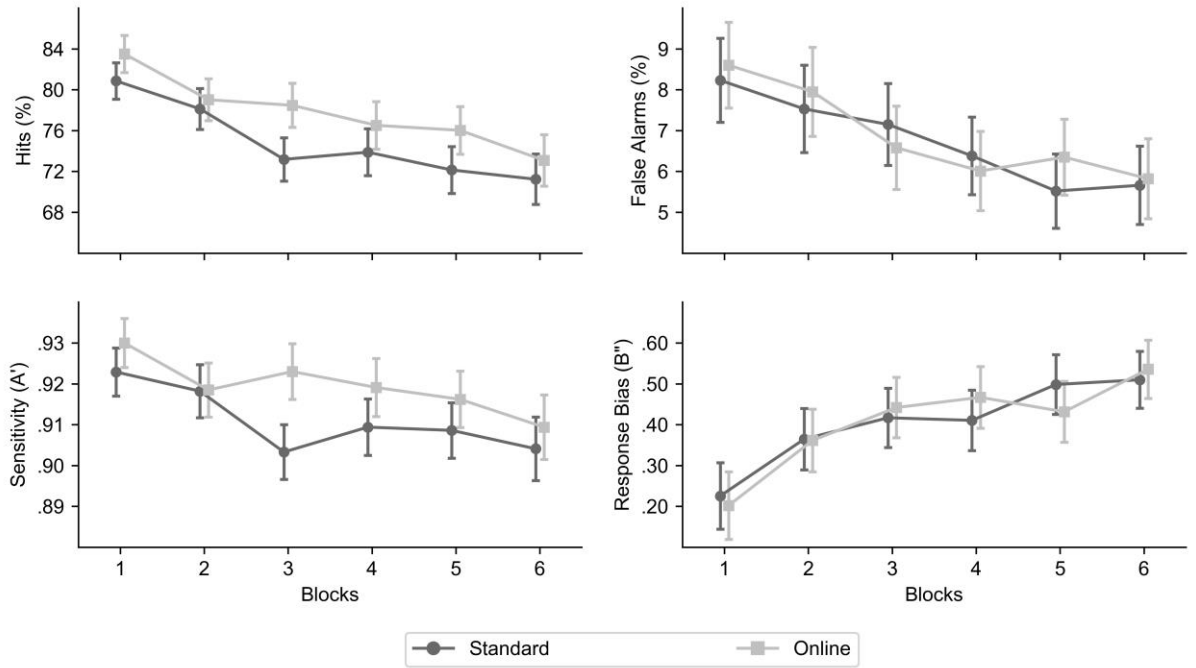 Hits (%)
84
80
76
72
68
False Alarms (%)
9
8
7
6
5
Sensitivity (A')
.93
.92
.91
.90
.89
1 2 3 4 5 6
Blocks
Response Bias (B")
.60
.50
.40
.30
.20
1 2 3 4 5 6
Blocks
Standard Online